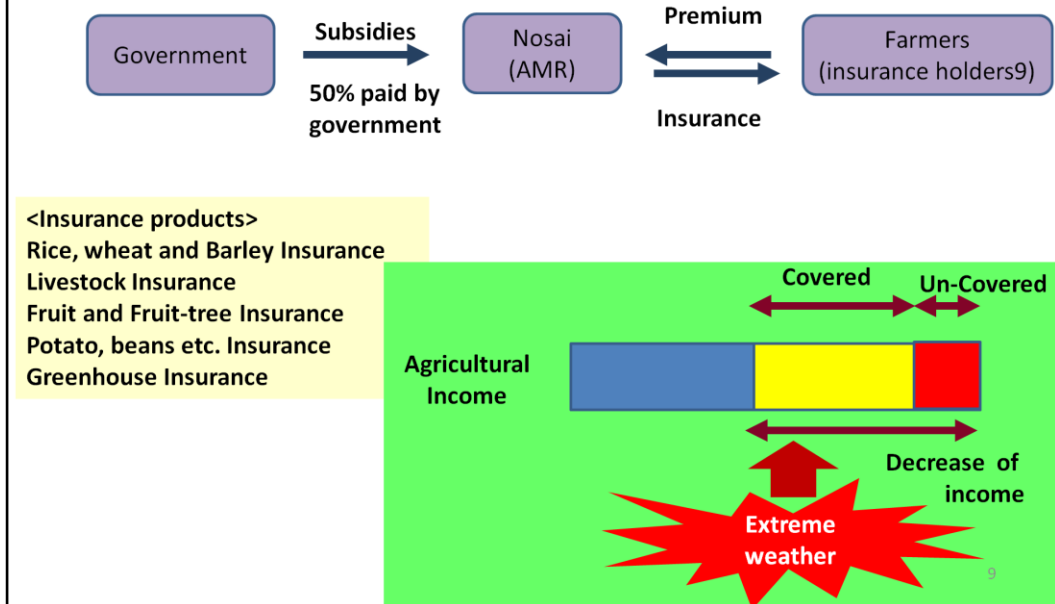 Government
Subsidies
50% paid by
government
Nosai
(AMR)
Premium
Insurance
Farmers
(insurance holders9)
<Insurance products>
Rice, wheat and Barley Insurance
Livestock Insurance
Fruit and Fruit-tree Insurance
Potato, beans etc. Insurance
Greenhouse Insurance
Covered
Un-Covered
Agricultural
Income
Decrease of
income
Extreme
weather
9